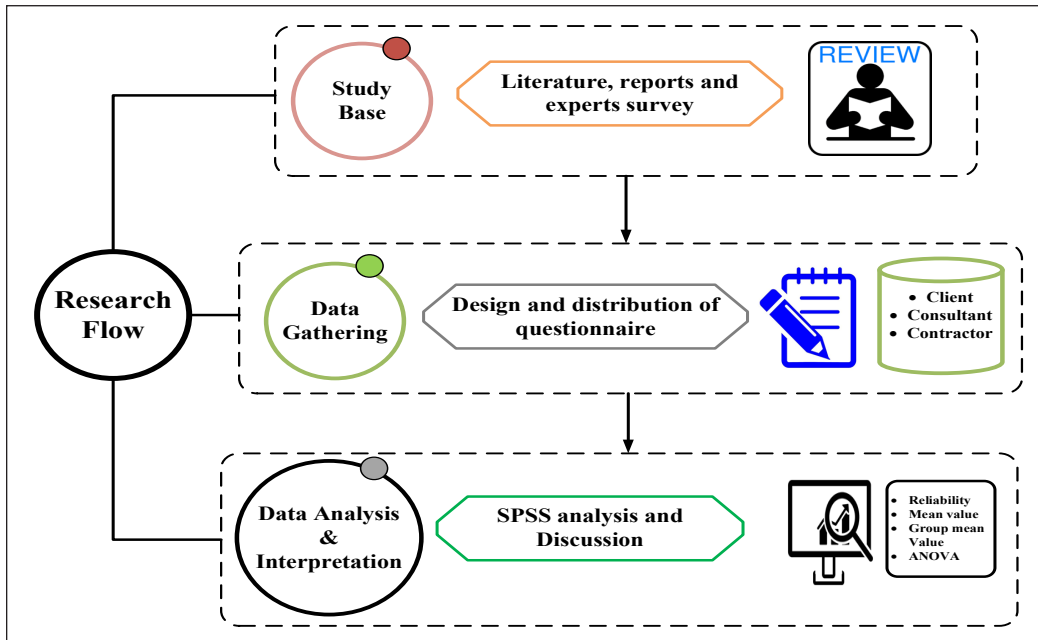 Study
Base
Literature, reports and
experts survey
REVIEW
Research
Flow
Data
Gathering
Design and distribution of
questionnaire
• Client
• Consultant
• Contractor
Data Analysis
&
Interpretation
SPSS analysis and
Discussion
• Reliability
• Mean value
• Group mean
Value
• ANOVA